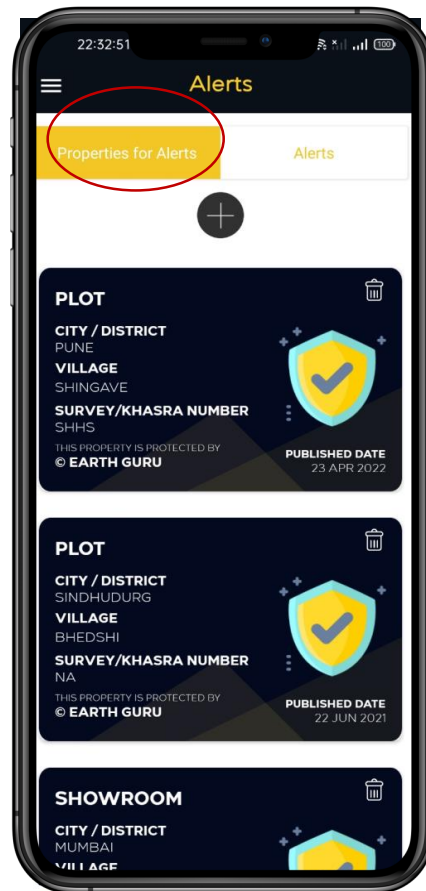 22:32:51
100
Alerts
Properties for Alerts
Alerts
PLOT
CITY / DISTRICT
PUNE
VILLAGE
SHINGAVE
SURVEY/KHASRA NUMBER
SHHS
THIS PROPERTY IS PROTECTED BY
© EARTH GURU
PUBLISHED DATE
23 APR 2022
PLOT
CITY / DISTRICT
SINDHUDURG
VILLAGE
BHEDSHI
SURVEY/KHASRA NUMBER
NA
THIS PROPERTY IS PROTECTED BY
© EARTH GURU
PUBLISHED DATE
22 JUN 2021
SHOWROOM
CITY / DISTRICT
MUMBAI
VILLAGE